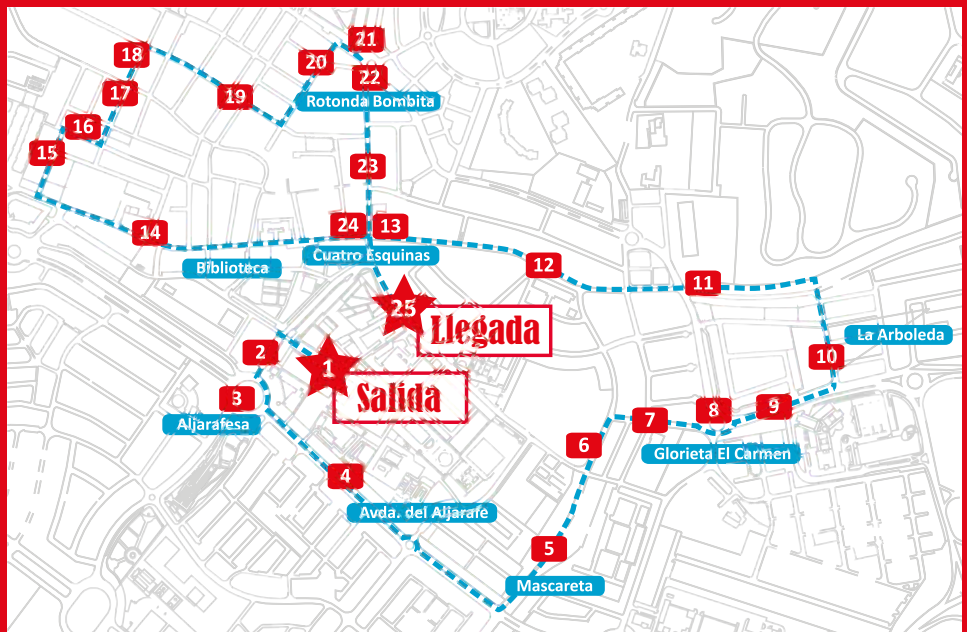 21
18
20
22
17
19
Rotonda Bombita
16
15
23
24
13
14
Cuatro Esquinas
12
Biblioteca
11
25
Llegada
La Arboleda
2
1
10
Salida
3
8
9
Aljarafesa
7
6
Glorieta El Carmen
4
Avda. del Aljarafe
5
Mascareta